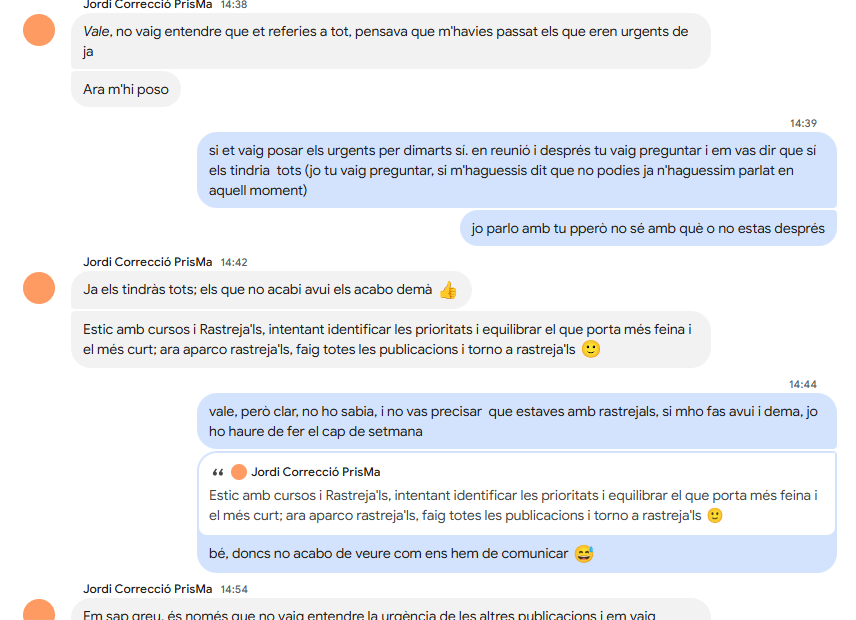 Jordi Correcció PrisMa 14:38
Vale, no vaig entendre que et referies a tot, pensava que m'havies passat els que eren urgents de
ja
Ara m'hi poso
14:39
si et vaig posar els urgents per dimarts sí. en reunió i després tu vaig preguntar i em vas dir que sí
els tindria tots (jo tu vaig preguntar, si m'haguessis dit que no podies ja n'haguessim parlat en
aquell moment)
jo parlo amb tu pperò no sé amb què o no estas després
Jordi Correcció PrisMa 14:42
Ja els tindràs tots; els que no acabi avui els acabo demà 👍
Estic amb cursos i Rastreja'ls, intentant identificar les prioritats i equilibrar el que porta més feina i
el més curt; ara aparco rastreja'ls, faig totes les publicacions i torno a rastreja'ls 🙂
14:44
vale, però clar, no ho sabia, i no vas precisar que estaves amb rastrejals, si mho fas avui i dema, jo
ho haure de fer el cap de setmana
“ Jordi Correcció PrisMa
Estic amb cursos i Rastreja'ls, intentant identificar les prioritats i equilibrar el que porta més feina i
el més curt; ara aparco rastreja'ls, faig totes les publicacions i torno a rastreja'ls 🙂
bé, doncs no acabo de veure com ens hem de comunicar 😅
Jordi Correcció PrisMa 14:54
Em sap greu, és només que no vaig entendre la urgència de les altres publicacions i em vaig